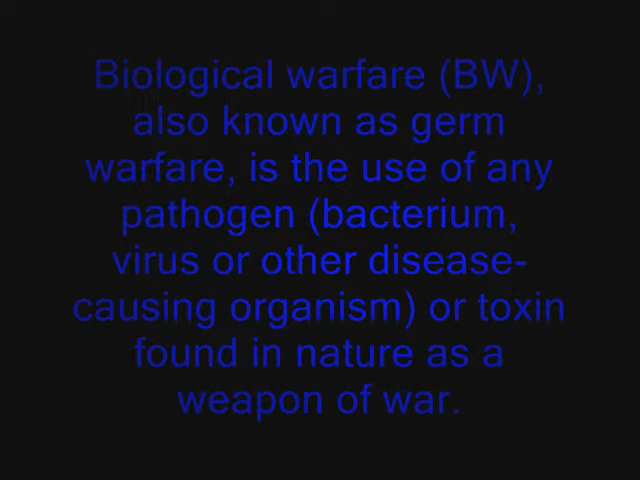 Biological warfare (BW),
also known as germ
warfare, is the use of any
pathogen (bacterium,
virus or other disease-
causing organism) or toxin
found in nature as a
weapon of war.